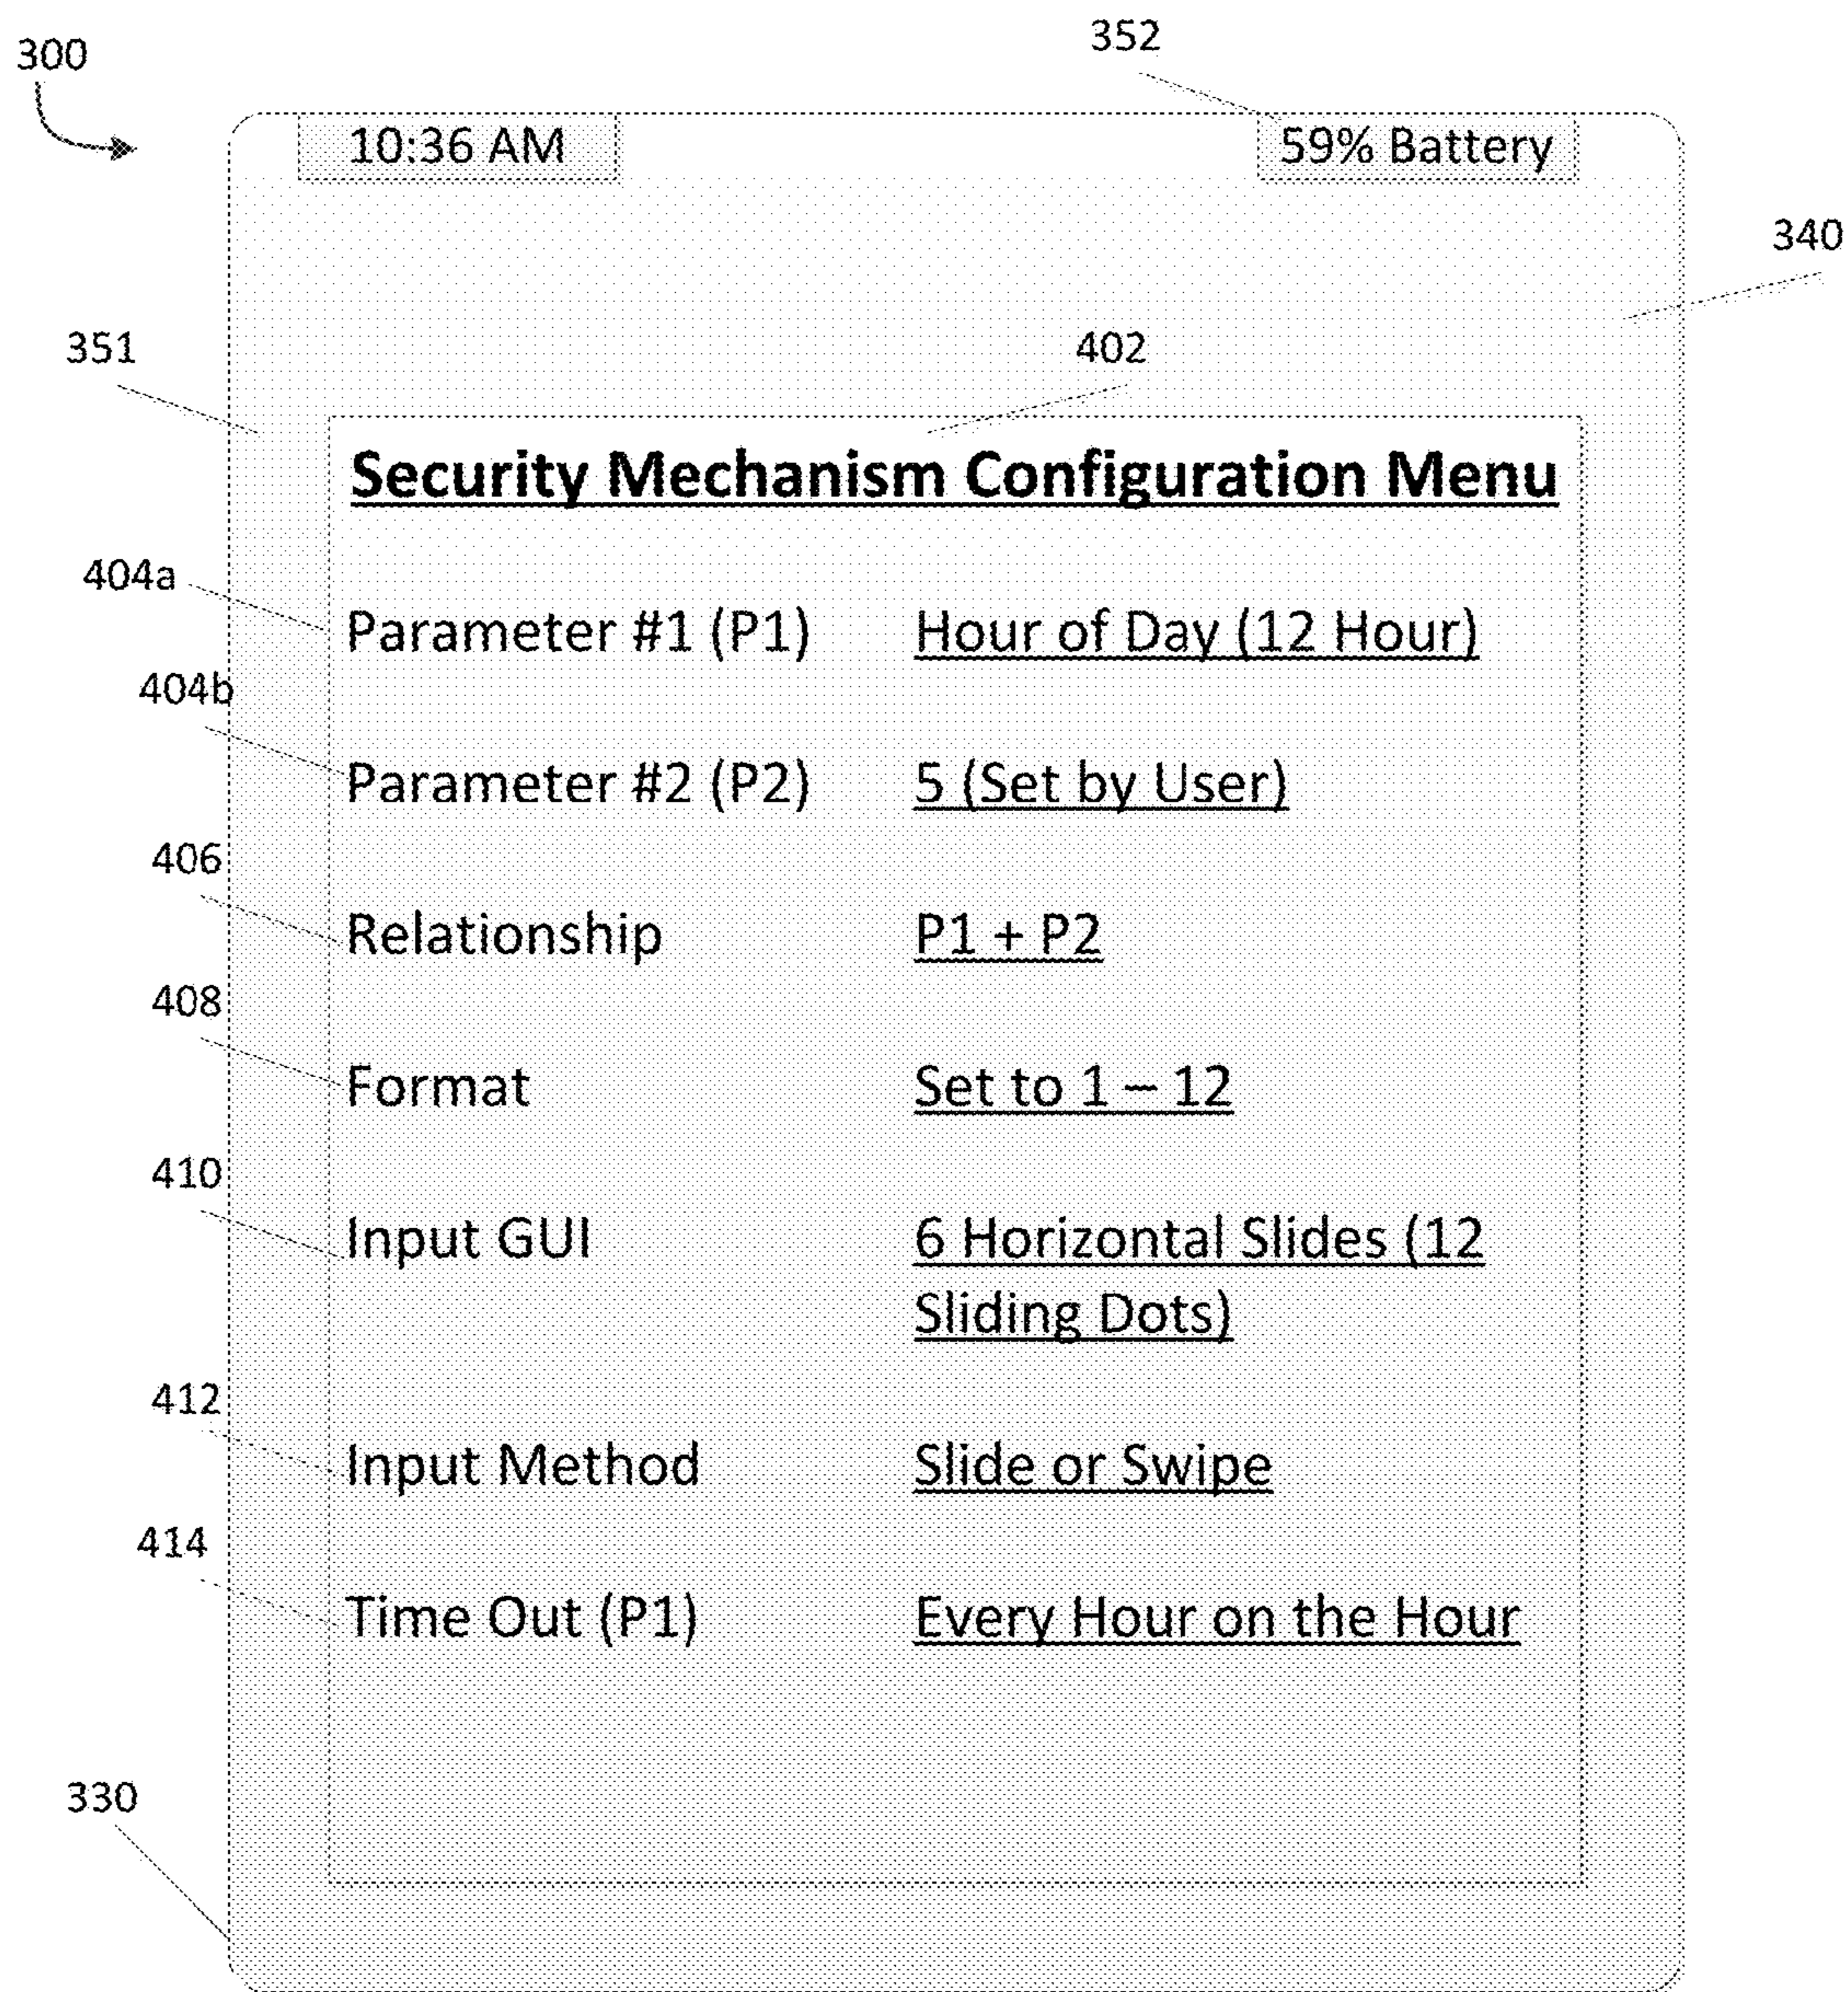 352
300
10:36 AM 59% Battery
340
351
402
Security Mechanism Configuration Menu
404a
Parameter #1 (P1) Hour of Day (12 Hour)
404b
Parameter #2 (P2) 5 (Set by User)
406
Relationship P1 + P2
408
Format Set to 1 – 12
410
Input GUI 6 Horizontal Slides (12
Sliding Dots)
412
Input Method Slide or Swipe
414
Time Out (P1) Every Hour on the Hour
330